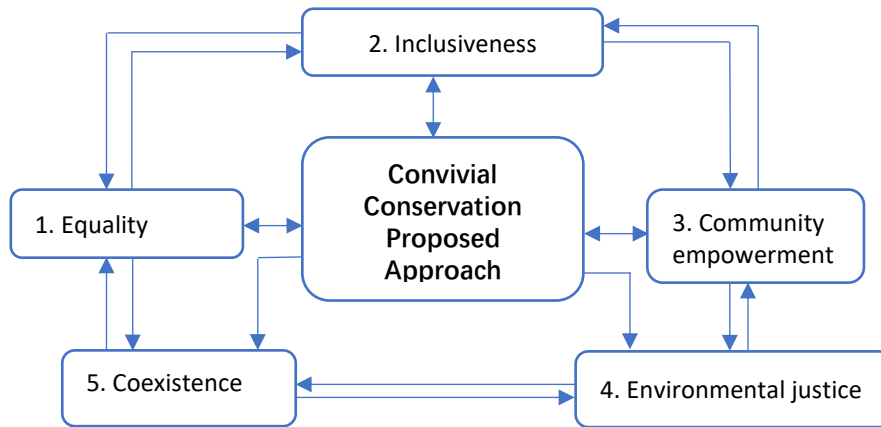 2. Inclusiveness
Convivial
Conservation
Proposed
Approach
1. Equality
3. Community
empowerment
5. Coexistence
4. Environmental justice